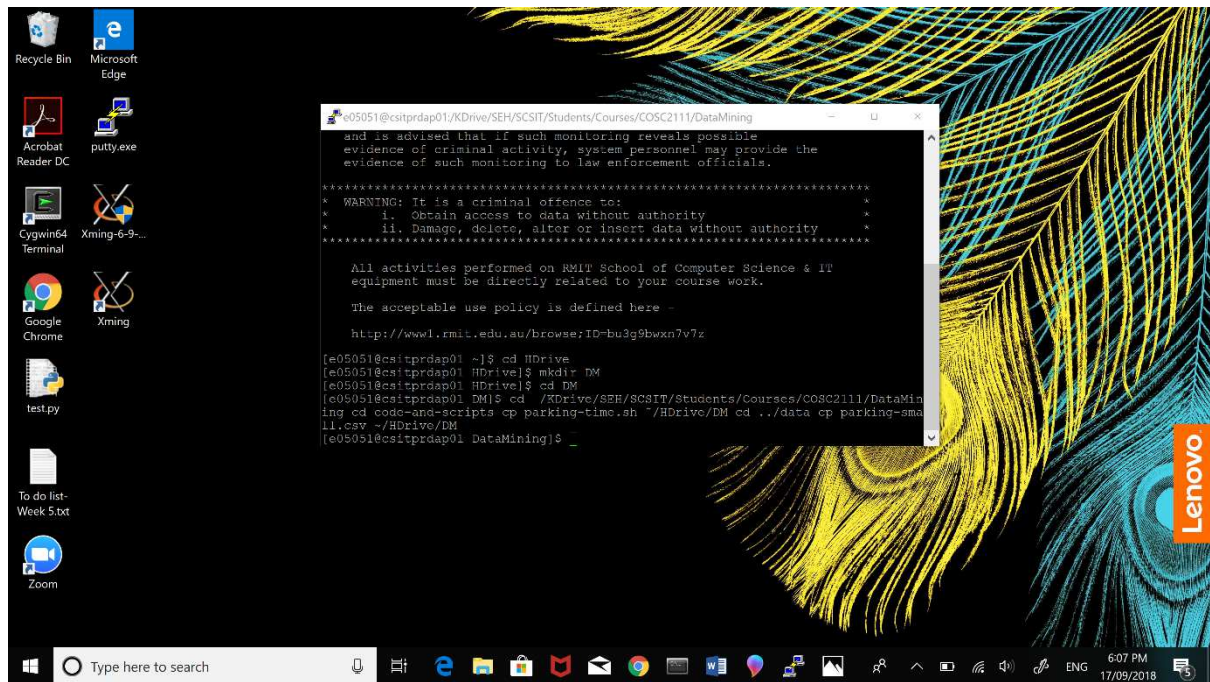 Recycle Bin
Microsoft
Edge
Acrobat
Reader DC
putty.exe
Cygwin64
Terminal
Xming-6-9-...
Google
Chrome
Xming
test.py
To do list-
Week 5.txt
Zoom
e05051@csitprdap01:/KDrive/SEH/SCSIT/Students/Courses/COSC2111/DataMining
and is advised that if such monitoring reveals possible
evidence of criminal activity, system personnel may provide the
evidence of such monitoring to law enforcement officials.
***************************************************************************
* WARNING: It is a criminal offence to: *
* i. Obtain access to data without authority *
* ii. Damage, delete, alter or insert data without authority *
***************************************************************************
All activities performed on RMIT School of Computer Science & IT
equipment must be directly related to your course work.
The acceptable use policy is defined here -
http://www1.rmit.edu.au/browse;ID=bu3g9bwxn7v7z
[e05051@csitprdap01 ~]$ cd HDrive
[e05051@csitprdap01 HDrive]$ mkdir DM
[e05051@csitprdap01 HDrive]$ cd DM
[e05051@csitprdap01 DM]$ cd /KDrive/SEH/SCSIT/Students/Courses/COSC2111/DataMin
ing cd code-and-scripts cp parking-time.sh ~/HDrive/DM cd ../data cp parking-sma
ll.csv ~/HDrive/DM
[e05051@csitprdap01 DataMining]$ _
Lenovo
Type here to search
ENG
6:07 PM
17/09/2018
5